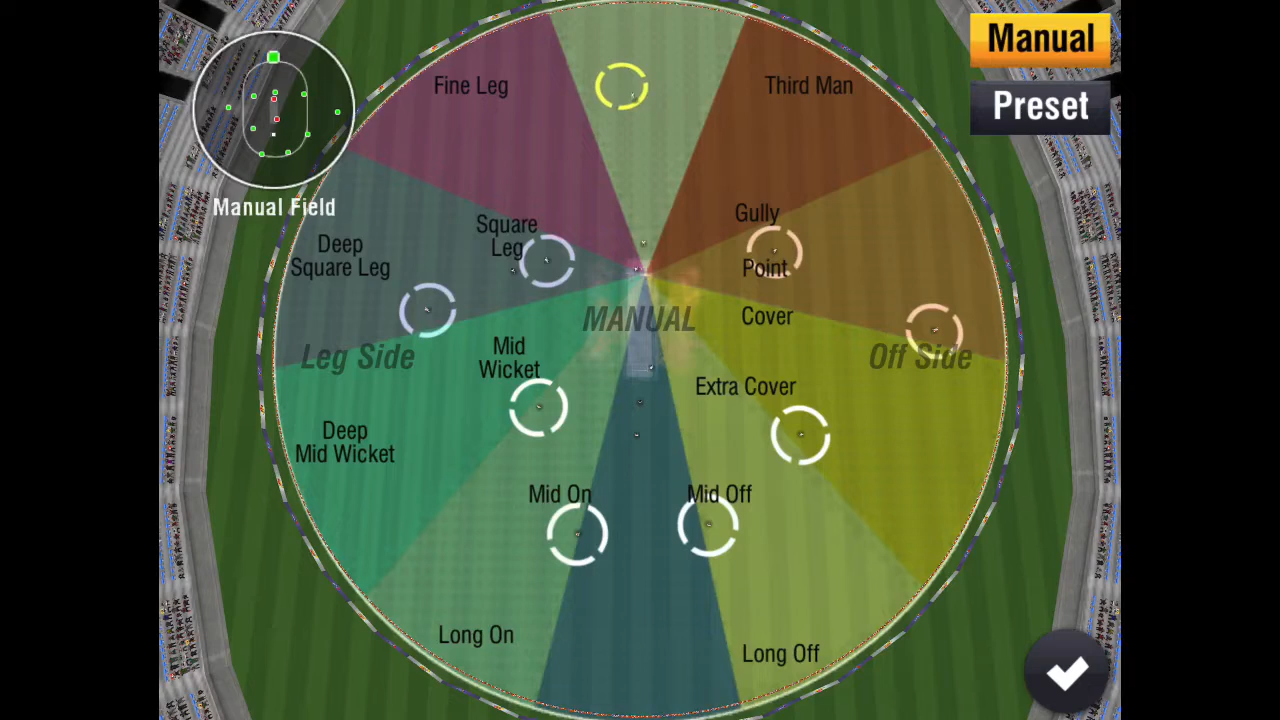 Manual
Preset
Manual Field
Fine Leg
Third Man
Gully
Square
Leg
Deep
Square Leg
Point
MANUAL
Cover
Leg Side
Off Side
Mid
Wicket
Extra Cover
Deep
Mid Wicket
Mid On
Mid Off
Long On
Long Off